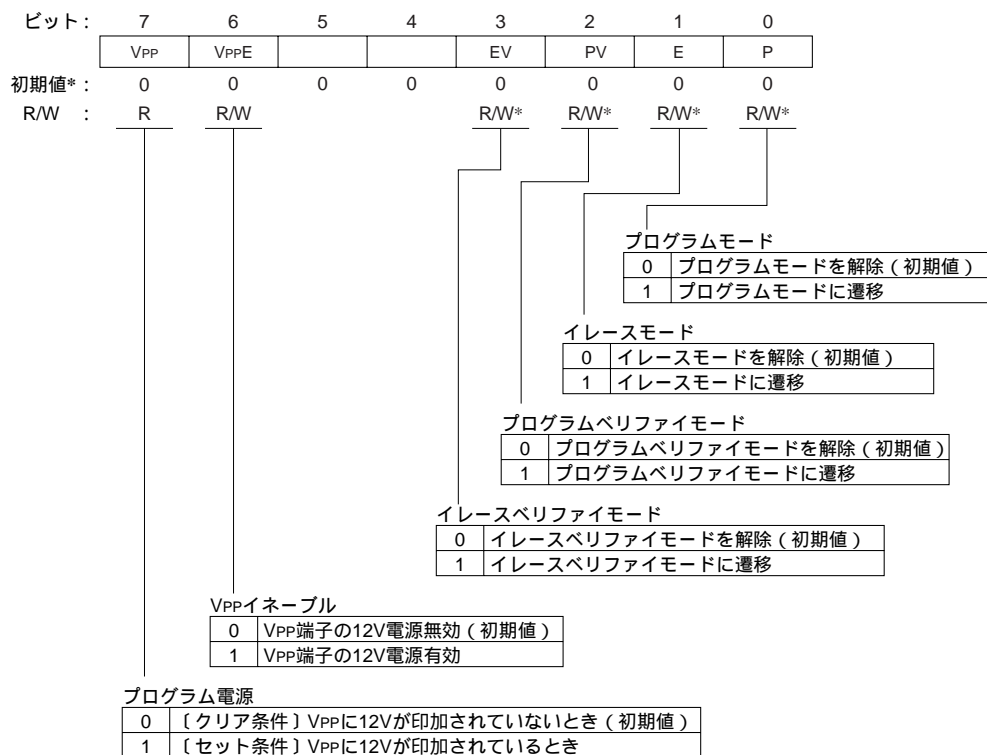 ビット: 7 6 5 4 3 2 1 0
VPP VPPE EV PV E P
初期値*: 0 0 0 0 0 0 0 0
R/W : R R/W R/W* R/W* R/W* R/W*
プログラムモード
0 プログラムモードを解除(初期値)
1 プログラムモードに遷移
イレースモード
0 イレースモードを解除(初期値)
1 イレースモードに遷移
プログラムベリファイモード
0 プログラムベリファイモードを解除(初期値)
1 プログラムベリファイモードに遷移
イレースベリファイモード
0 イレースベリファイモードを解除(初期値)
1 イレースベリファイモードに遷移
VPPイネーブル
0 VPP端子の12V電源無効(初期値)
1 VPP端子の12V電源有効
プログラム電源
0 〔クリア条件〕VPPに12Vが印加されていないとき(初期値)
1 〔セット条件〕VPPに12Vが印加されているとき